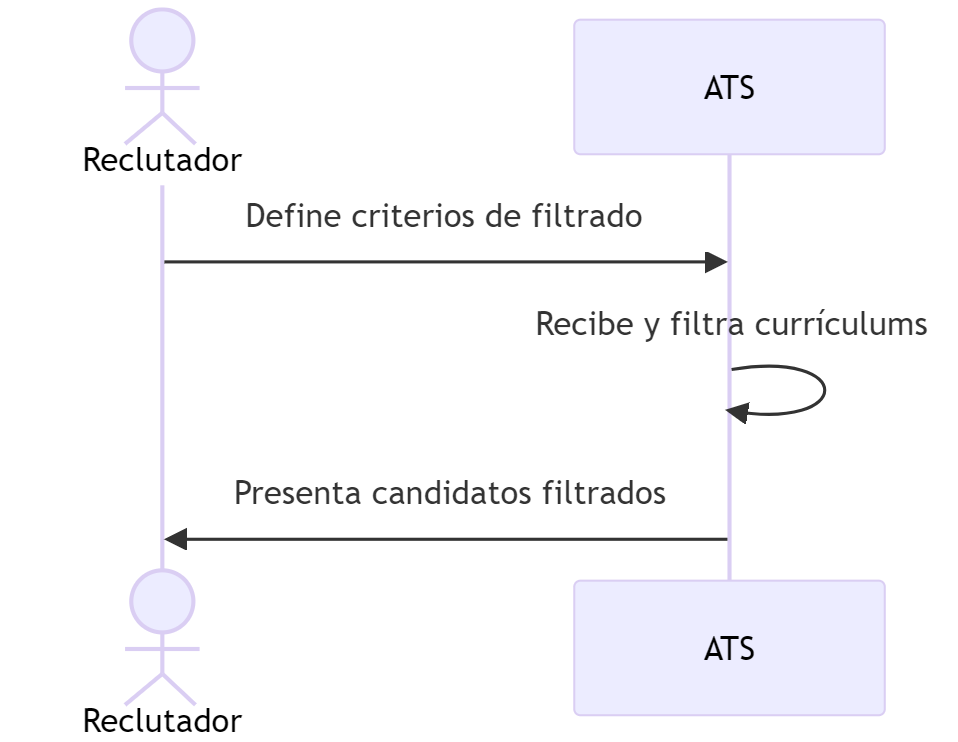 ATS
Reclutador
Define criterios de filtrado
Recibe y filtra currículums
Presenta candidatos filtrados
ATS
Reclutador